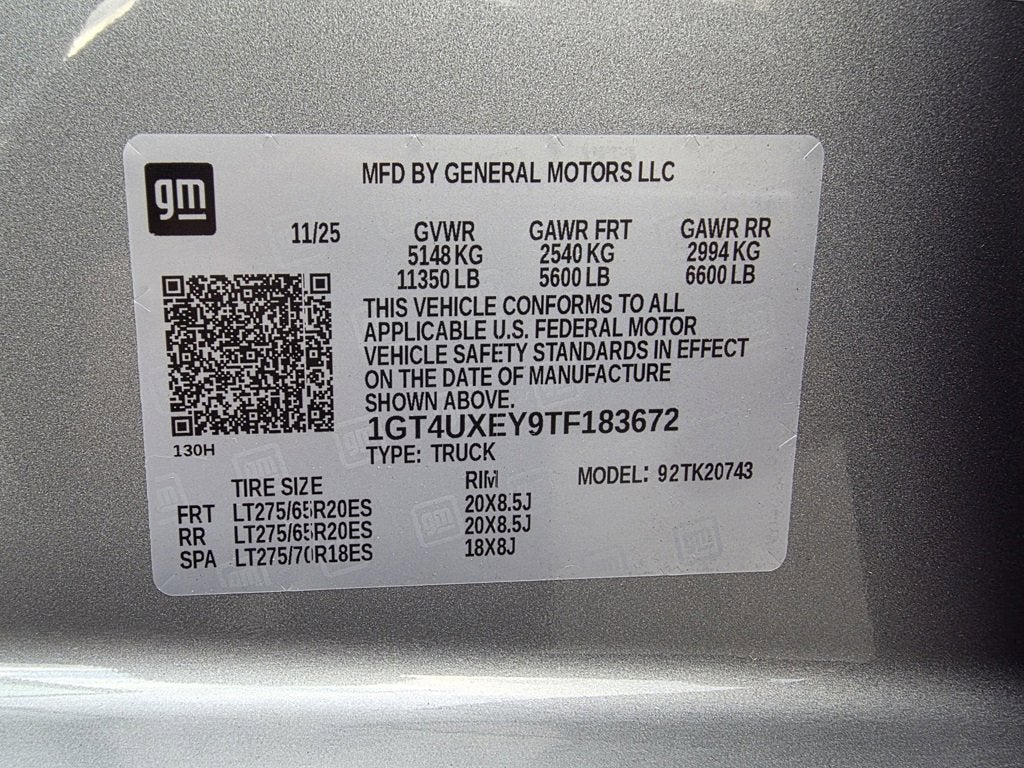 gm
MFD BY GENERAL MOTORS LLC
11/25 GVWR GAWR FRT GAWR RR
5148 KG 2540 KG 2994 KG
11350 LB 5600 LB 6600 LB
THIS VEHICLE CONFORMS TO ALL
APPLICABLE U.S. FEDERAL MOTOR
VEHICLE SAFETY STANDARDS IN EFFECT
ON THE DATE OF MANUFACTURE
SHOWN ABOVE.
1GT4UXEY9TF183672
130H
TYPE: TRUCK
TIRE SIZE RIM MODEL: 92TK20743
FRT LT275/65R20ES 20X8.5J
RR LT275/65R20ES 20X8.5J
SPA LT275/70R18ES 18X8J